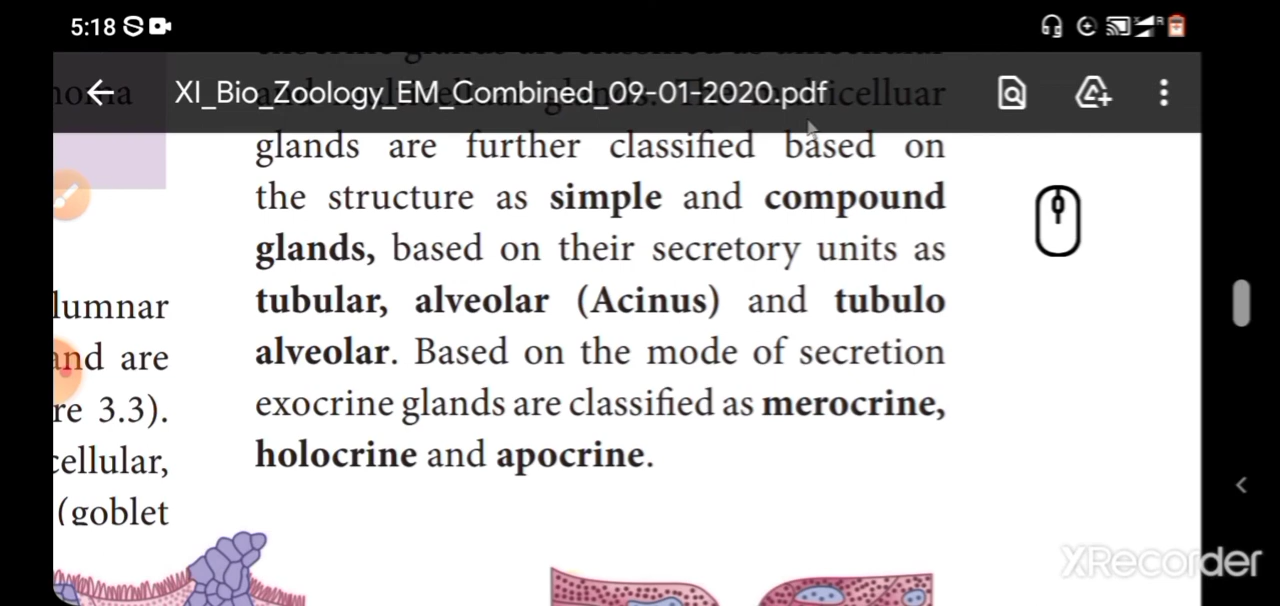 5:18
XI_Bio_Zoology_EM_Combined_09-01-2020.pdf
glands are further classified based on
the structure as simple and compound
glands, based on their secretory units as
tubular, alveolar (Acinus) and tubulo
alveolar. Based on the mode of secretion
exocrine glands are classified as merocrine,
holocrine and apocrine.
lumnar
and are
re 3.3).
cellular,
(goblet
XRecorder